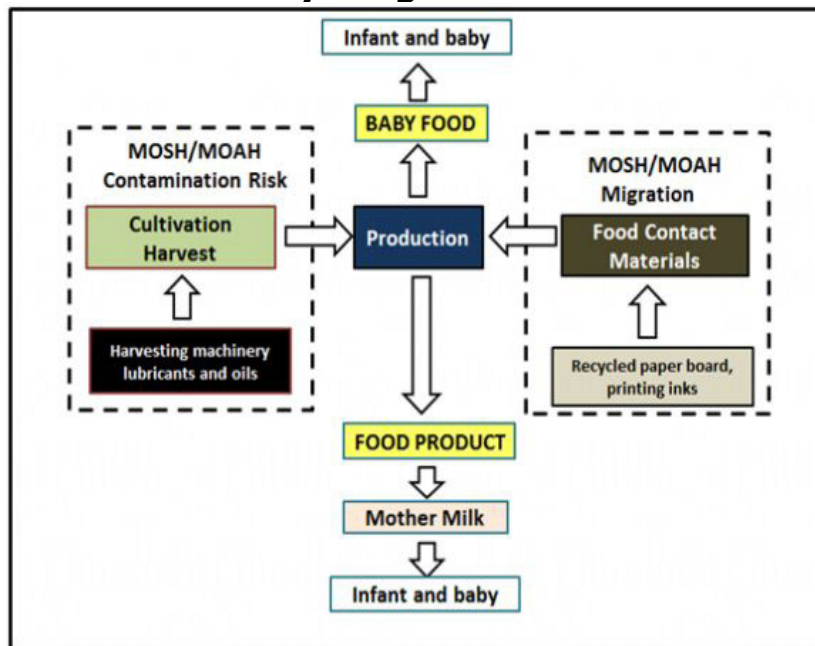 Infant and baby
BABY FOOD
MOSH/MOAH
Contamination Risk
Cultivation
Harvest
Harvesting machinery
lubricants and oils
Production
MOSH/MOAH
Migration
Food Contact
Materials
Recycled paper board,
printing inks
FOOD PRODUCT
Mother Milk
Infant and baby